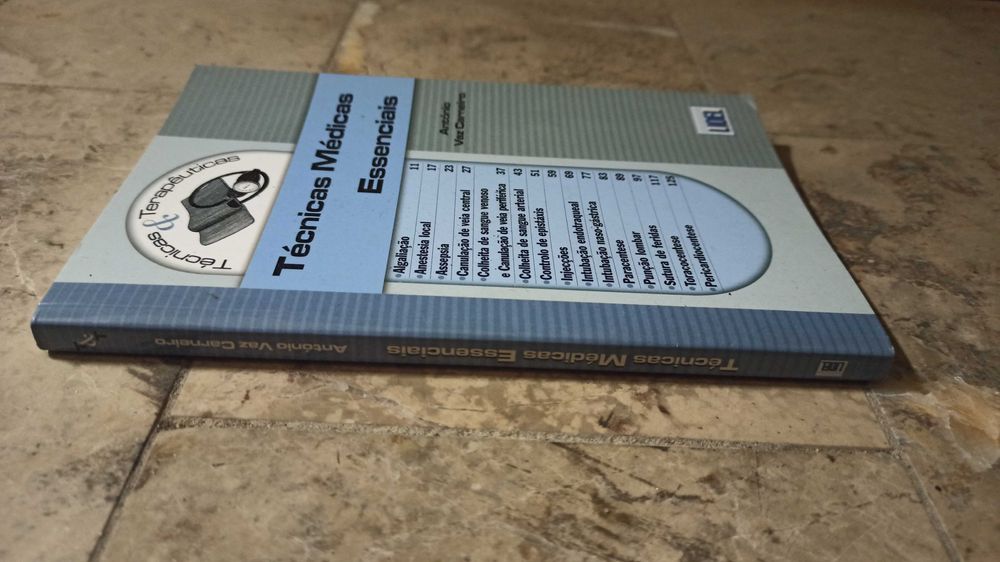 Técnicas & Terapêuticas
Técnicas Médicas
Essenciais
António
Vaz Carneiro
LIDEL
•Algaliação 11
•Anestesia local 17
•Assepsia 23
•Canulação de veia central 27
•Colheita de sangue venoso
e Canulação de veia periférica 37
•Colheita de sangue arterial 43
•Controlo de epistáxis 51
•Injecções 59
•Intubação endotraqueal 69
•Intubação naso-gástrica 77
•Paracentese 83
•Punção lombar 89
•Sutura de feridas 97
•Toracocentese 117
•Pericardiocentese 125
António Vaz Carneiro
Técnicas Médicas Essenciais
LIDEL